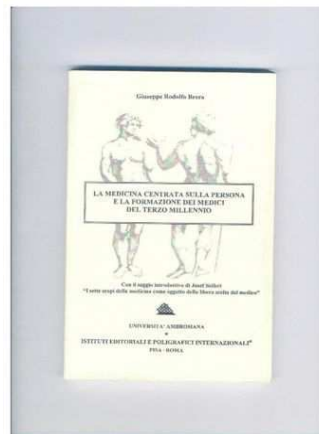 Giuseppe Rodolfo Brera
LA MEDICINA CENTRATA SULLA PERSONA
E LA FORMAZIONE DEI MEDICI
DEL TERZO MILLENNIO
Con il saggio introduttivo di Josef Seifert
"I sette scopi della medicina come oggetto della libera scelta del medico"
UNIVERSITA' AMBROSIANA
ISTITUTI EDITORIALI E POLIGRAFICI INTERNAZIONALI®
PISA - ROMA